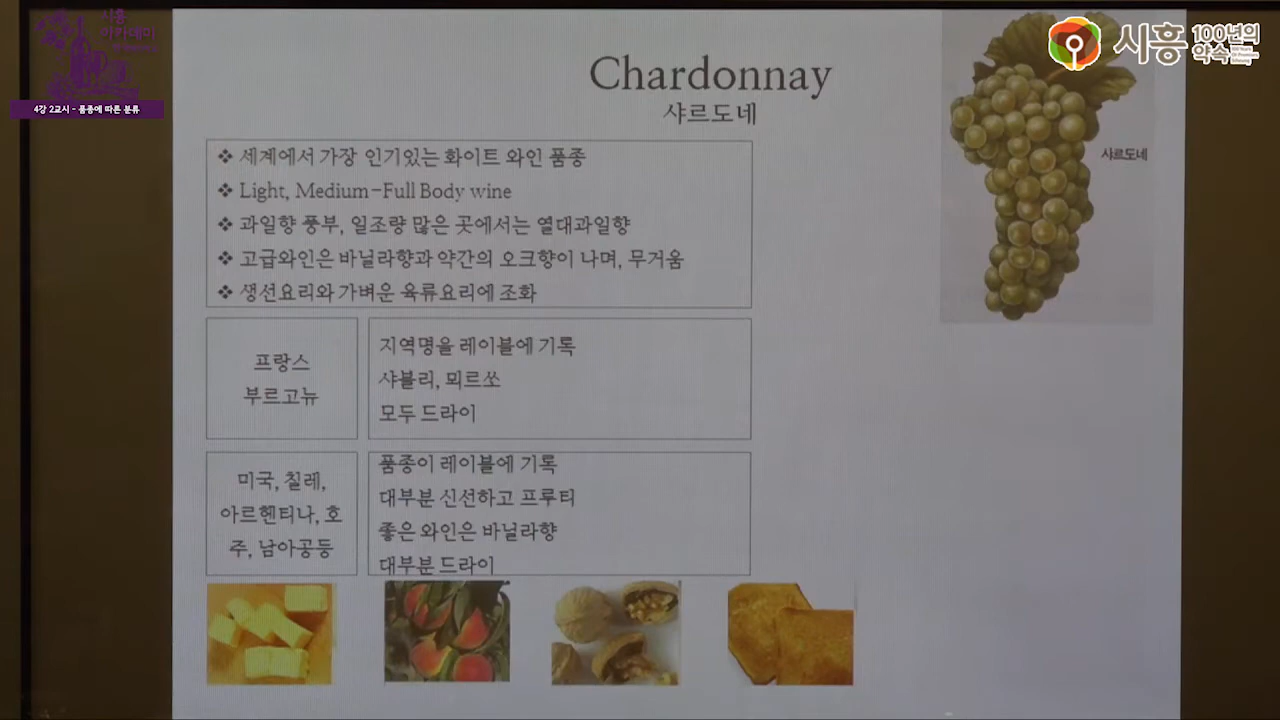 시흥
아카데미
4강 2교시 - 품종에 따른 분류
시흥 100년의
약속
Chardonnay
샤르도네
❖ 세계에서 가장 인기있는 화이트 와인 품종
❖ Light, Medium-Full Body wine
❖ 과일향 풍부, 일조량 많은 곳에서는 열대과일향
❖ 고급와인은 바닐라향과 약간의 오크향이 나며, 무거움
❖ 생선요리와 가벼운 육류요리에 조화
샤르도네
프랑스
부르고뉴
지역명을 레이블에 기록
샤블리, 뫼르쏘
모두 드라이
미국, 칠레,
아르헨티나, 호
주, 남아공등
품종이 레이블에 기록
대부분 신선하고 프루티
좋은 와인은 바닐라향
대부분 드라이